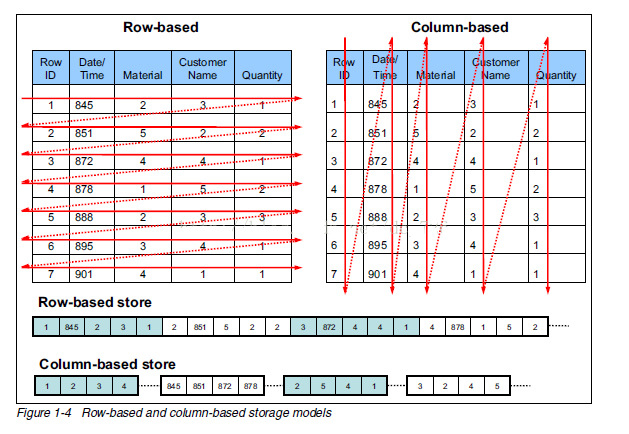 Row-based Column-based
Row ID Date/ Time Material Customer Name Quantity Row ID Date/ Time Material Customer Name Quantity
1 845 2 3 1 1 845 2 3 1
2 851 5 2 2 2 851 5 2 2
3 872 4 4 1 3 872 4 4 1
4 878 1 5 2 4 878 1 5 2
5 888 2 3 3 5 888 2 3 3
6 895 3 4 1 6 895 3 4 1
7 901 4 1 1 7 901 4 1 1
Row-based store
1 845 2 3 1 2 851 5 2 2 3 872 4 4 1 4 878 1 5 2
Column-based store
1 2 3 4 845 851 872 878 2 5 4 1 3 2 4 5
Figure 1-4 Row-based and column-based storage models